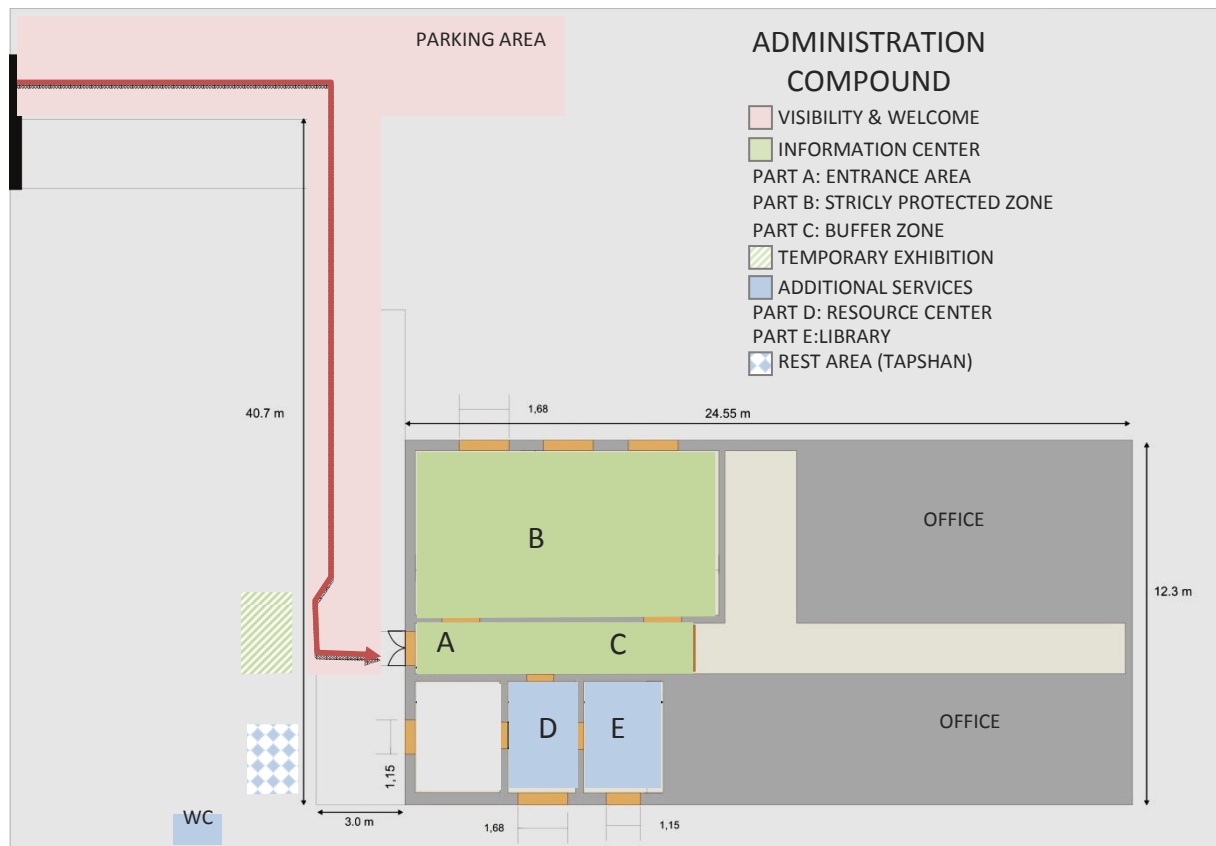 PARKING AREA
ADMINISTRATION
COMPOUND
VISIBILITY & WELCOME
INFORMATION CENTER
PART A: ENTRANCE AREA
PART B: STRICLY PROTECTED ZONE
PART C: BUFFER ZONE
TEMPORARY EXHIBITION
ADDITIONAL SERVICES
PART D: RESOURCE CENTER
PART E:LIBRARY
REST AREA (TAPSHAN)
40.7 m
1,68
24.55 m
B
OFFICE
12.3 m
A
C
D
E
OFFICE
1,15
WC
3.0 m
1,68
1,15